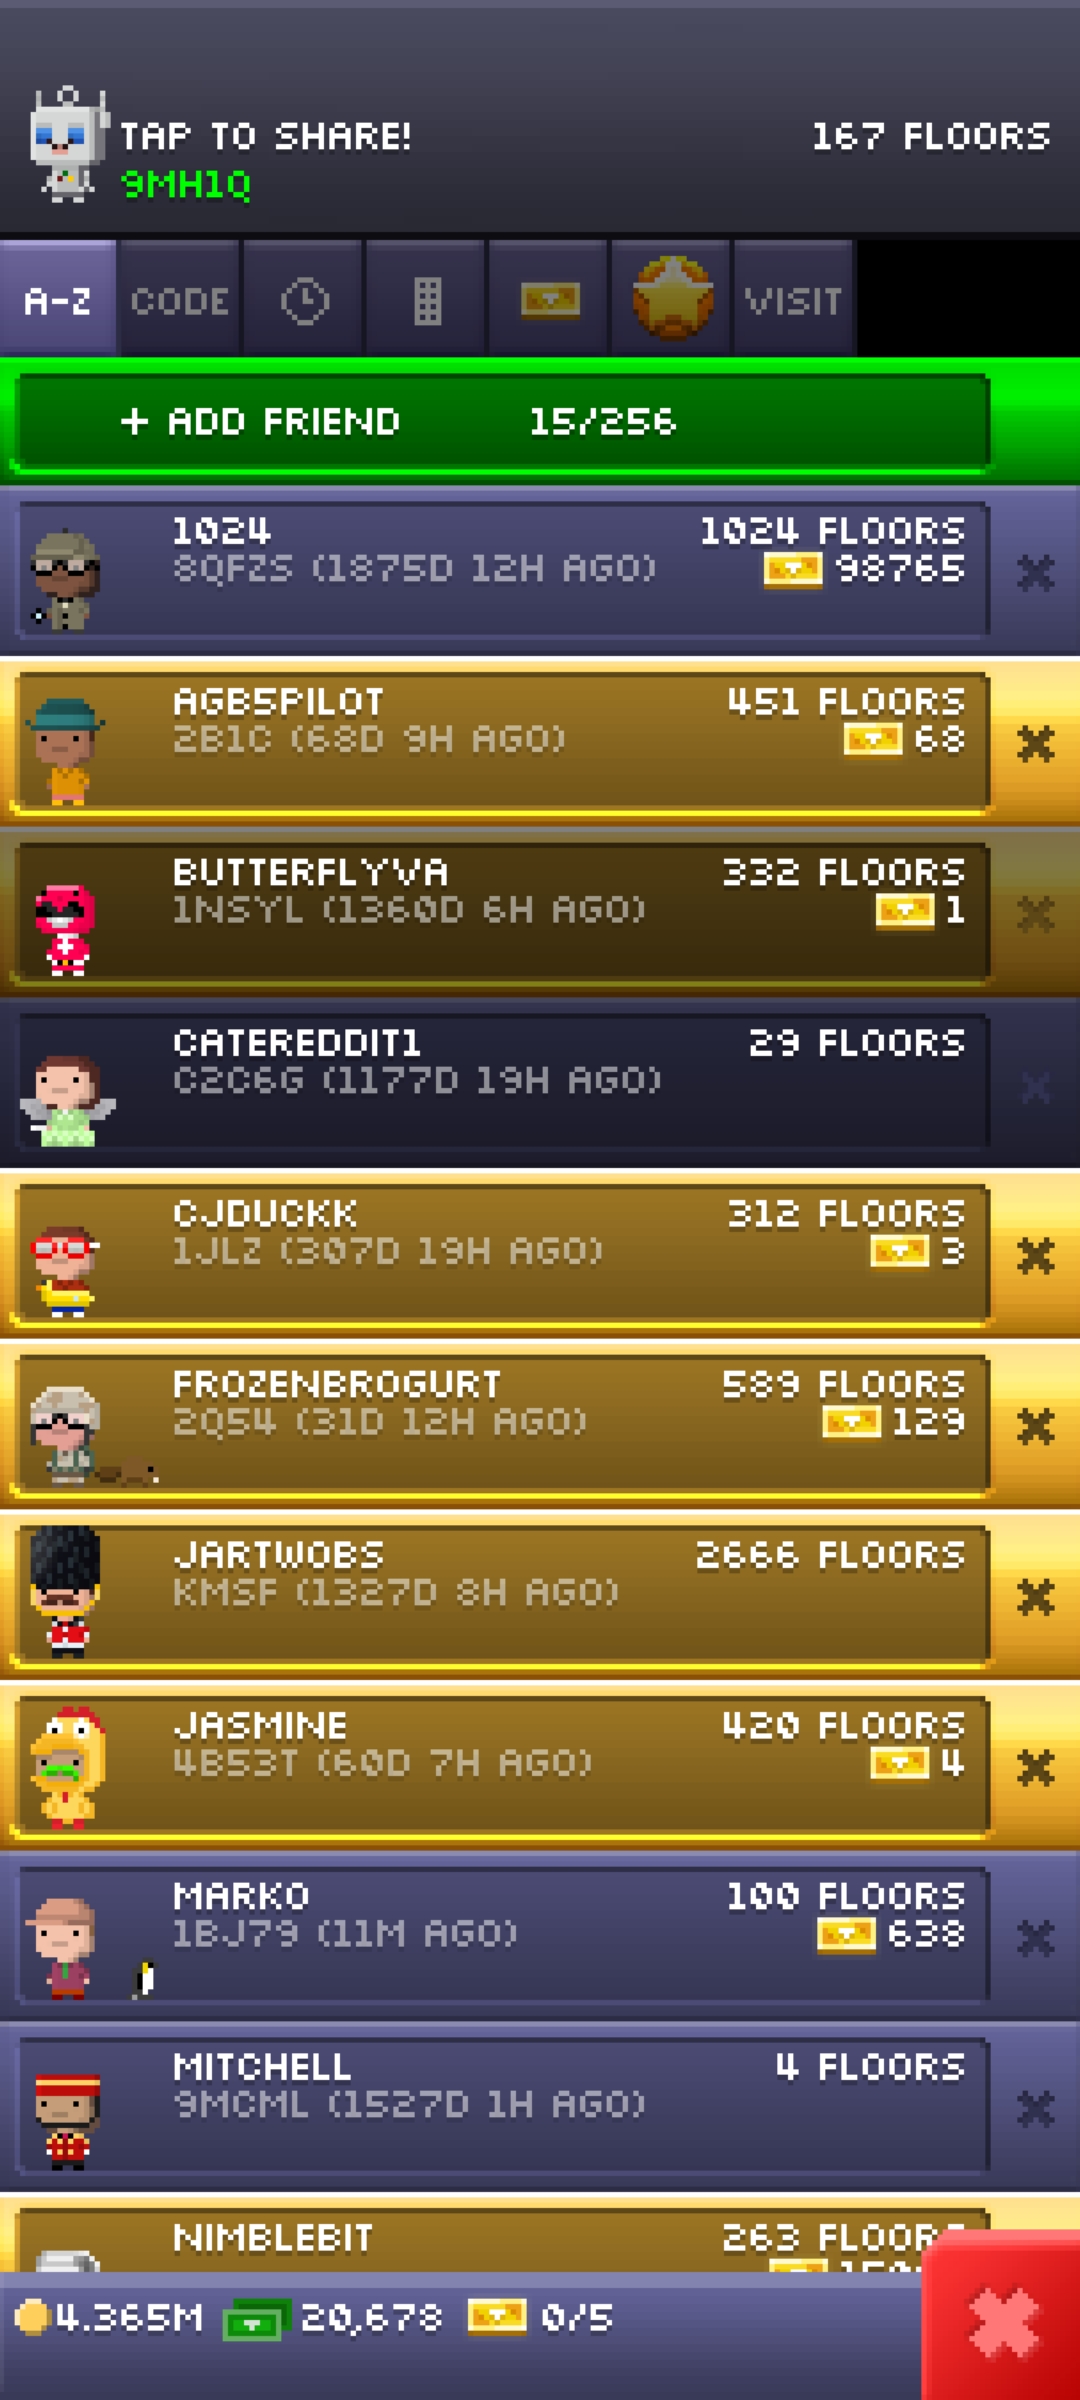 TAP TO SHARE!
167 FLOORS
9MH1Q
A-Z CODE VISIT
+ ADD FRIEND 15/256
1024 1024 FLOORS
8QFZS (1875D 12H AGO) 98765
AGB5PILOT 451 FLOORS
2B1C (68D 9H AGO) 68
BUTTERFLYVA 332 FLOORS
1NSYL (1360D 6H AGO) 1
CATEREDDIT1 29 FLOORS
C2C6G (1177D 19H AGO)
CJDUCKK 312 FLOORS
1JLZ (307D 19H AGO) 3
FROZENBROGURT 589 FLOORS
2Q54 (31D 12H AGO) 129
JARTWOBS 2666 FLOORS
KMSF (1327D 8H AGO)
JASMINE 420 FLOORS
4B53T (60D 7H AGO) 4
MARKO 100 FLOORS
1BJ79 (11M AGO) 638
MITCHELL 4 FLOORS
9MCML (1527D 1H AGO)
NIMBLEBIT 263 FLOORS
4.365M 20,678 0/5